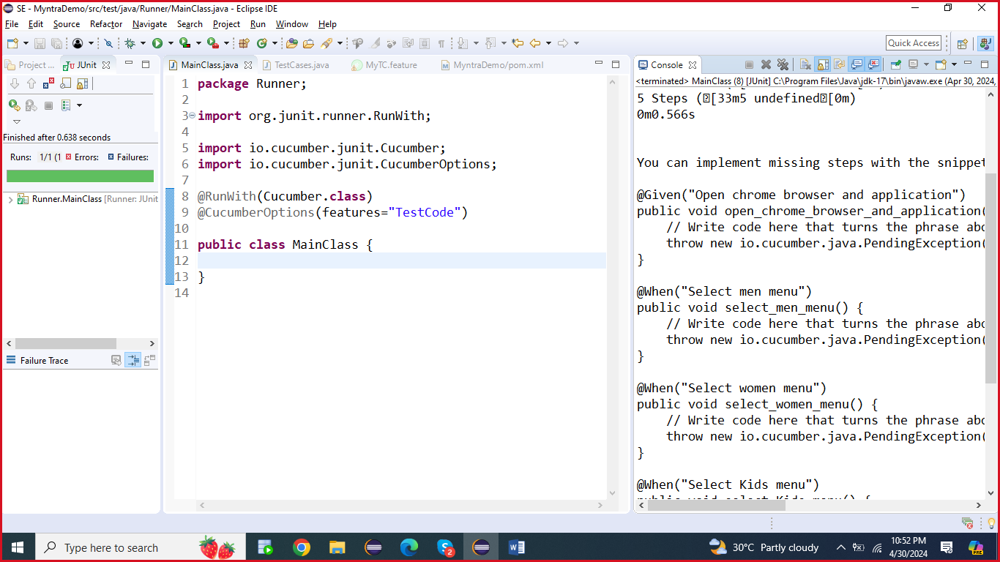 SE - MyntraDemo/src/test/java/Runner/MainClass.java - Eclipse IDE
File Edit Source Refactor Navigate Search Project Run Window Help
Quick Access
Project ...
JUnit
Finished after 0.638 seconds
Runs: 1/1 (1 Errors: Failures:
Runner.MainClass [Runner: JUnit
Failure Trace
MainClass.java TestCases.java MyTC.feature MyntraDemo/pom.xml
1 package Runner;
2
3 import org.junit.runner.RunWith;
4
5 import io.cucumber.junit.Cucumber;
6 import io.cucumber.junit.CucumberOptions;
7
8 @RunWith(Cucumber.class)
9 @CucumberOptions(features="TestCode")
10
11 public class MainClass {
12
13 }
14
Console
<terminated> MainClass (8) [JUnit] C:\Program Files\Java\jdk-17\bin\javaw.exe (Apr 30, 2024,
5 Steps ([33m5 undefined[0m)
0m0.566s
You can implement missing steps with the snippet
@Given("Open chrome browser and application")
public void open_chrome_browser_and_application(
// Write code here that turns the phrase abo
throw new io.cucumber.java.PendingException(
}
@When("Select men menu")
public void select_men_menu() {
// Write code here that turns the phrase abo
throw new io.cucumber.java.PendingException(
}
@When("Select women menu")
public void select_women_menu() {
// Write code here that turns the phrase abo
throw new io.cucumber.java.PendingException(
}
@When("Select Kids menu")
public void select_Kids_menu() {
Type here to search
2
30°C Partly cloudy
10:52 PM
4/30/2024
PRE